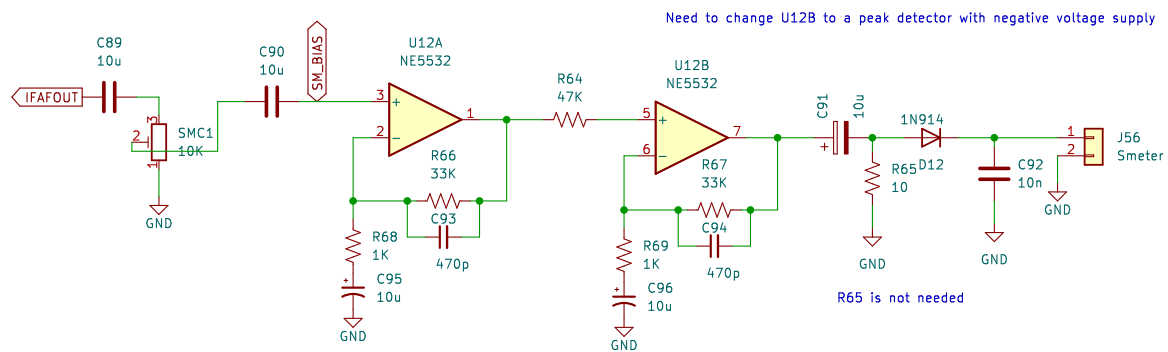 Need to change U12B to a peak detector with negative voltage supply
C89
10u
IFAFOUT
3
2
1
SMC1
10K
GND
C90
10u
SM_BIAS
U12A
NE5532
3
+
2
−
1
R66
33K
C93
470p
R68
1K
C95
+
10u
GND
R64
47K
U12B
NE5532
5
+
6
−
7
R67
33K
C94
470p
R69
1K
C96
+
10u
GND
C91
10u
+
R65
10
GND
1N914
D12
C92
10n
GND
1
2
J56
Smeter
GND
R65 is not needed